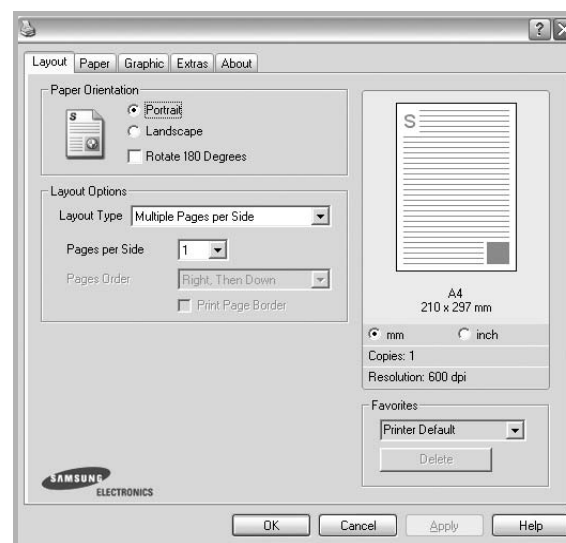 ? X
Layout Paper Graphic Extras About
Paper Orientation
S
Portrait
Landscape
Rotate 180 Degrees
Layout Options
Layout Type Multiple Pages per Side
Pages per Side 1
Pages Order Right, Then Down
Print Page Border
S
A4
210 x 297 mm
mm inch
Copies: 1
Resolution: 600 dpi
Favorites
Printer Default
Delete
SAMSUNG
ELECTRONICS
OK Cancel Apply Help